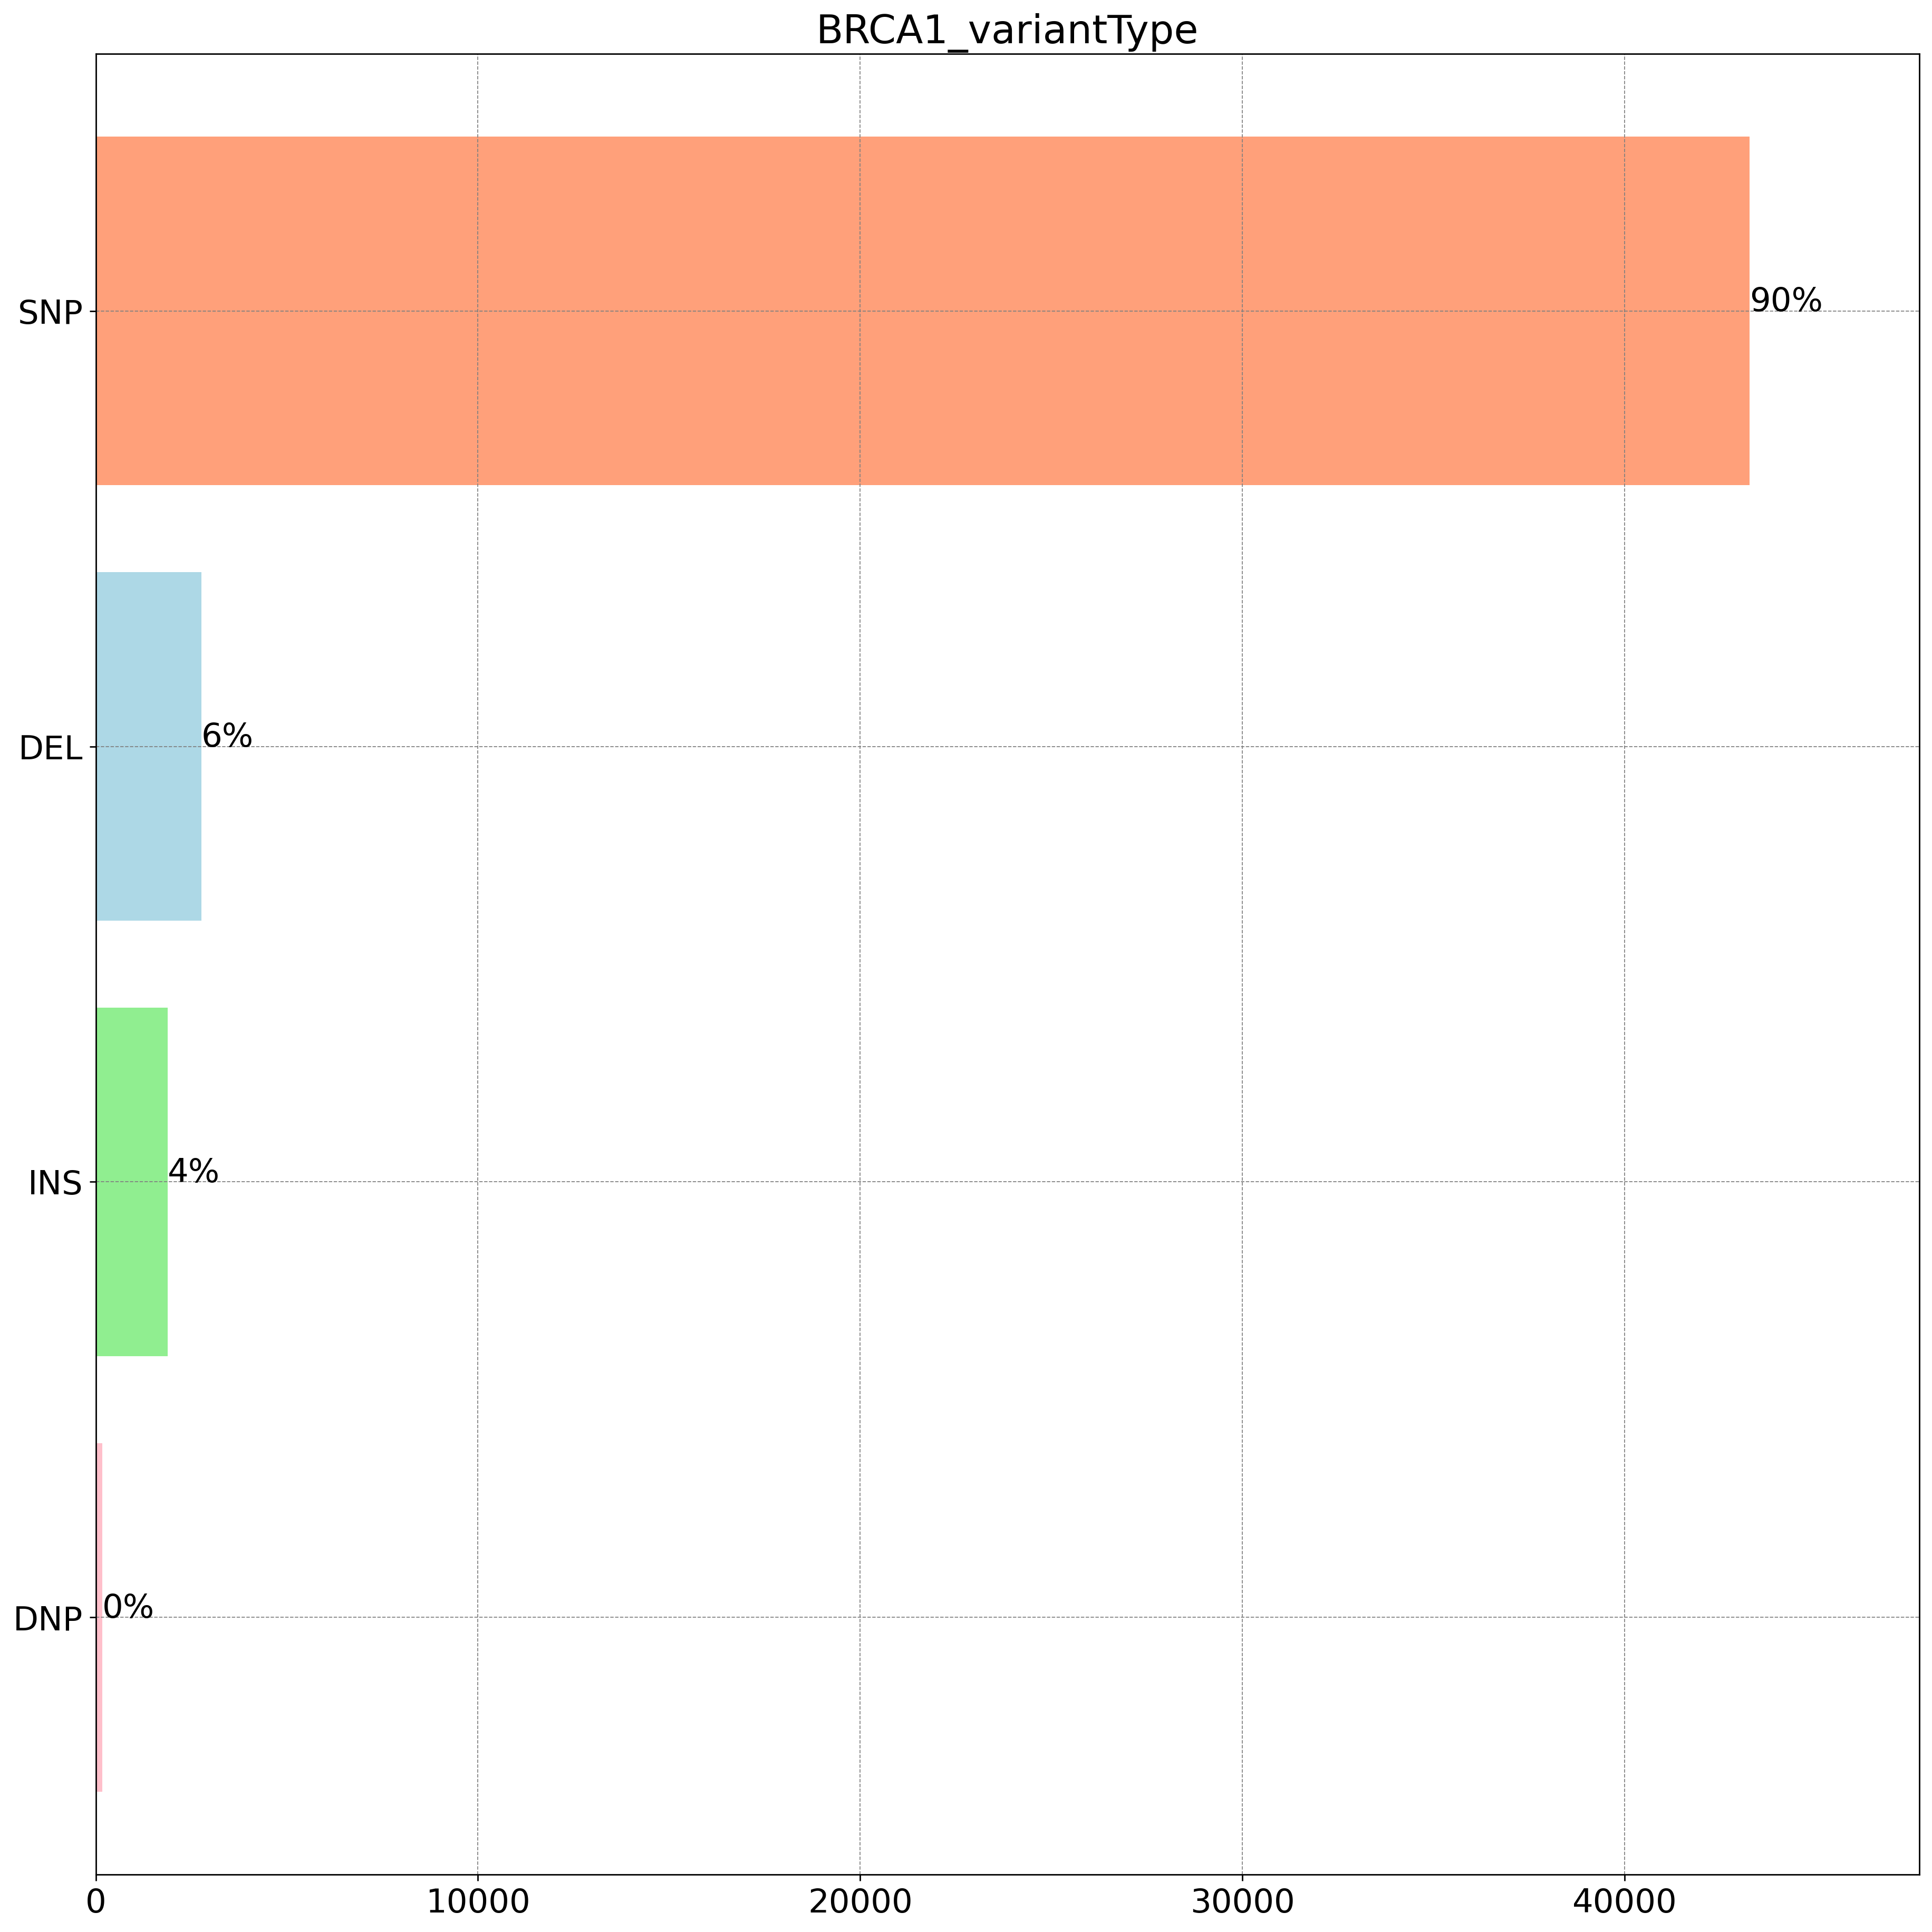 BRCA1_variantType
SNP
90%
DEL
6%
INS
4%
DNP
0%
0 10000 20000 30000 40000